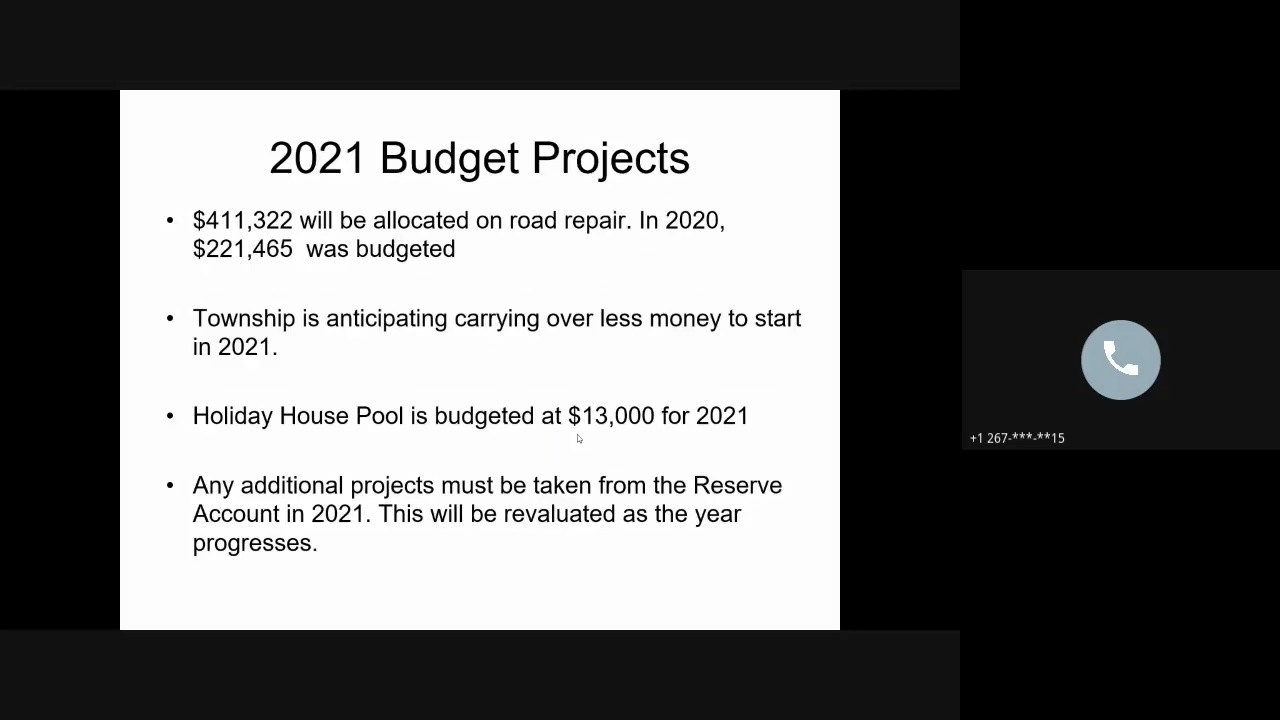 2021 Budget Projects
• $411,322 will be allocated on road repair. In 2020,
$221,465  was budgeted
• Township is anticipating carrying over less money to start
in 2021.
• Holiday House Pool is budgeted at $13,000 for 2021
• Any additional projects must be taken from the Reserve
Account in 2021. This will be revaluated as the year
progresses.
+1 267-***-**15